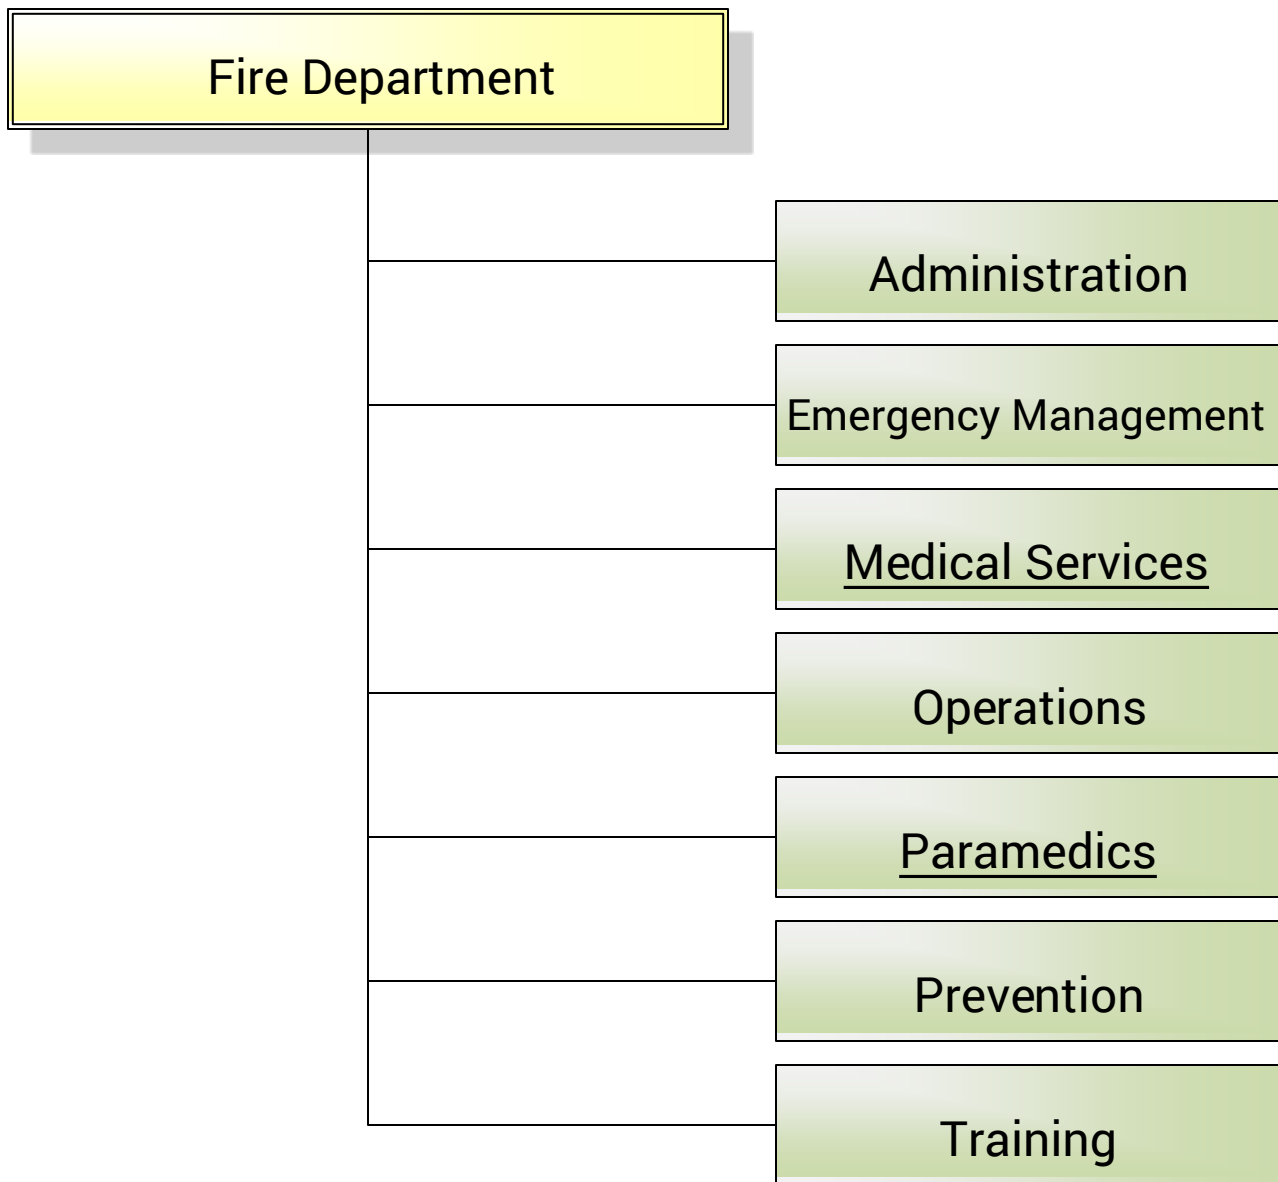 Fire Department
Administration
Emergency Management
Medical Services
Operations
Paramedics
Prevention
Training